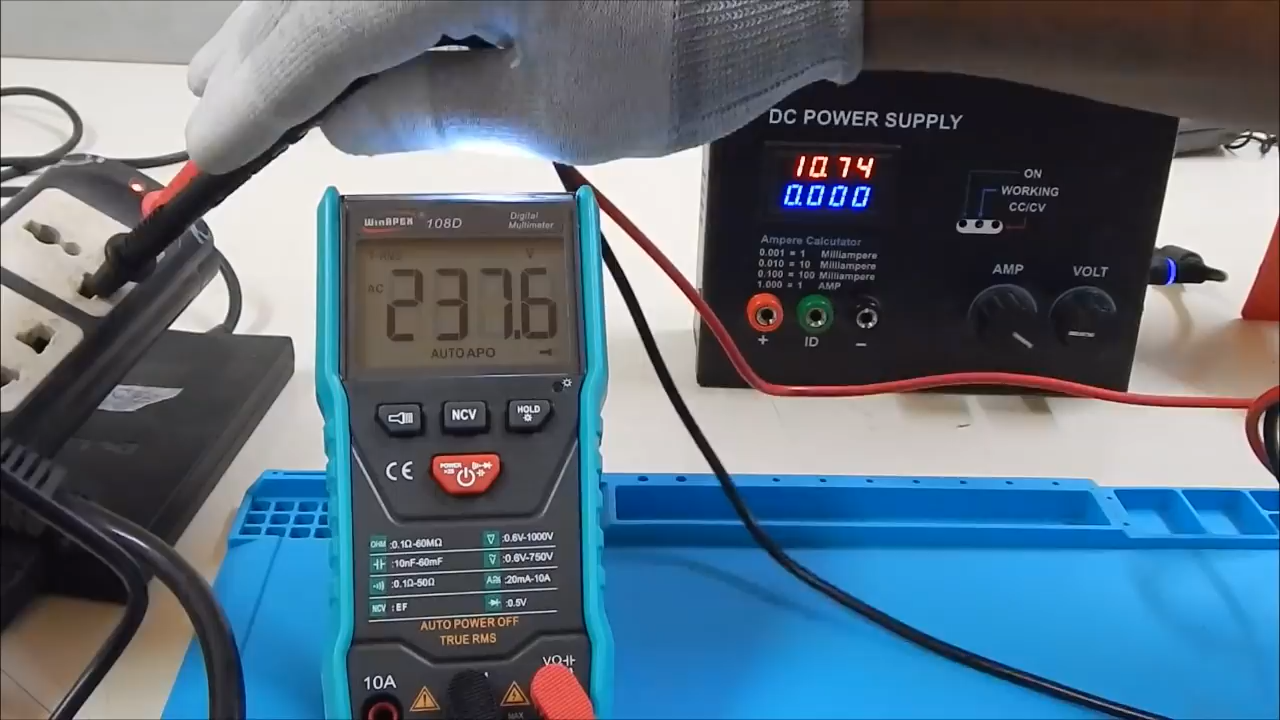 DC POWER SUPPLY
10.74
0.000
ON
WORKING
CC/CV
Ampere Calculator
0.001 = 1 Milliampere
0.010 = 10 Milliampere
0.100 = 100 Milliampere
1.000 = 1 AMP
AMP
VOLT
+
ID
−
WINAPEX 108D
Digital
Multimeter
V
AC
237.6
AUTO APO
NCV
HOLD
CE
POWER
OHM :0.1Ω-60MΩ
:10nF-60mF
:0.1Ω-50Ω
NCV : EF
V :0.6V-1000V
V :0.6V-750V
:20mA-10A
:0.5V
AUTO POWER OFF
TRUE RMS
10A
VΩ
MAX